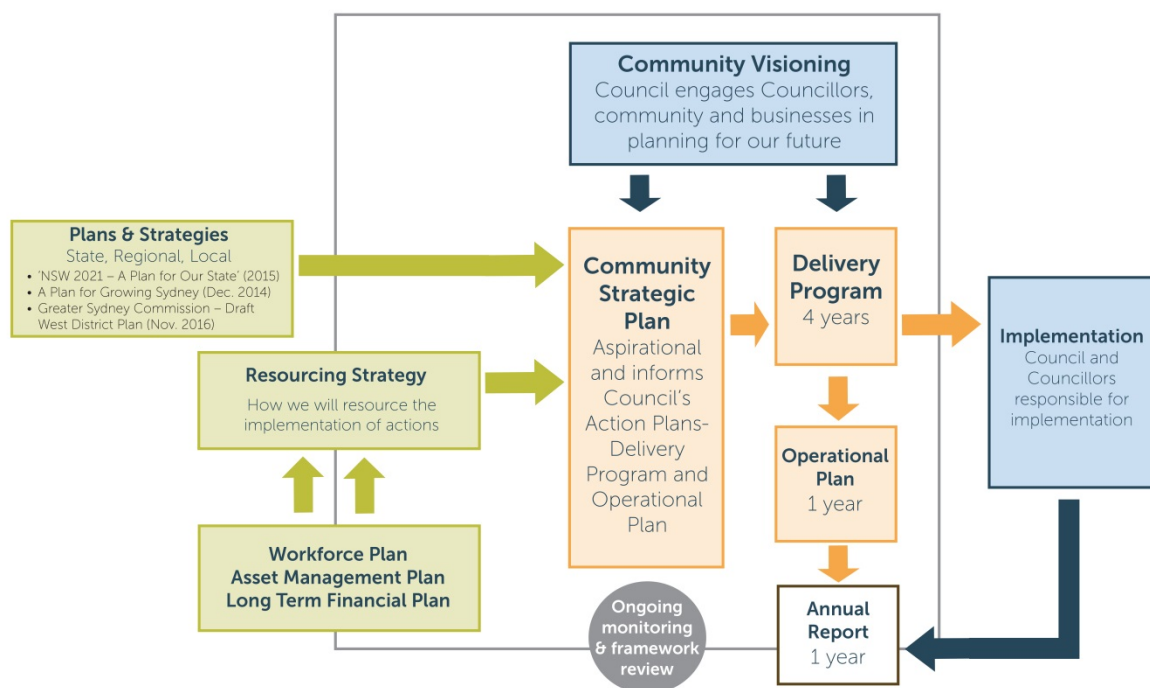 Community Visioning
Council engages Councillors,
community and businesses in
planning for our future
Plans & Strategies
State, Regional, Local
• ‘NSW 2021 – A Plan for Our State’ (2015)
• A Plan for Growing Sydney (Dec. 2014)
• Greater Sydney Commission – Draft
West District Plan (Nov. 2016)
Resourcing Strategy
How we will resource the
implementation of actions
Workforce Plan
Asset Management Plan
Long Term Financial Plan
Community
Strategic
Plan
Aspirational
and informs
Council’s
Action Plans-
Delivery
Program and
Operational
Plan
Delivery
Program
4 years
Operational
Plan
1 year
Annual
Report
1 year
Implementation
Council and
Councillors
responsible for
implementation
Ongoing
monitoring
& framework
review